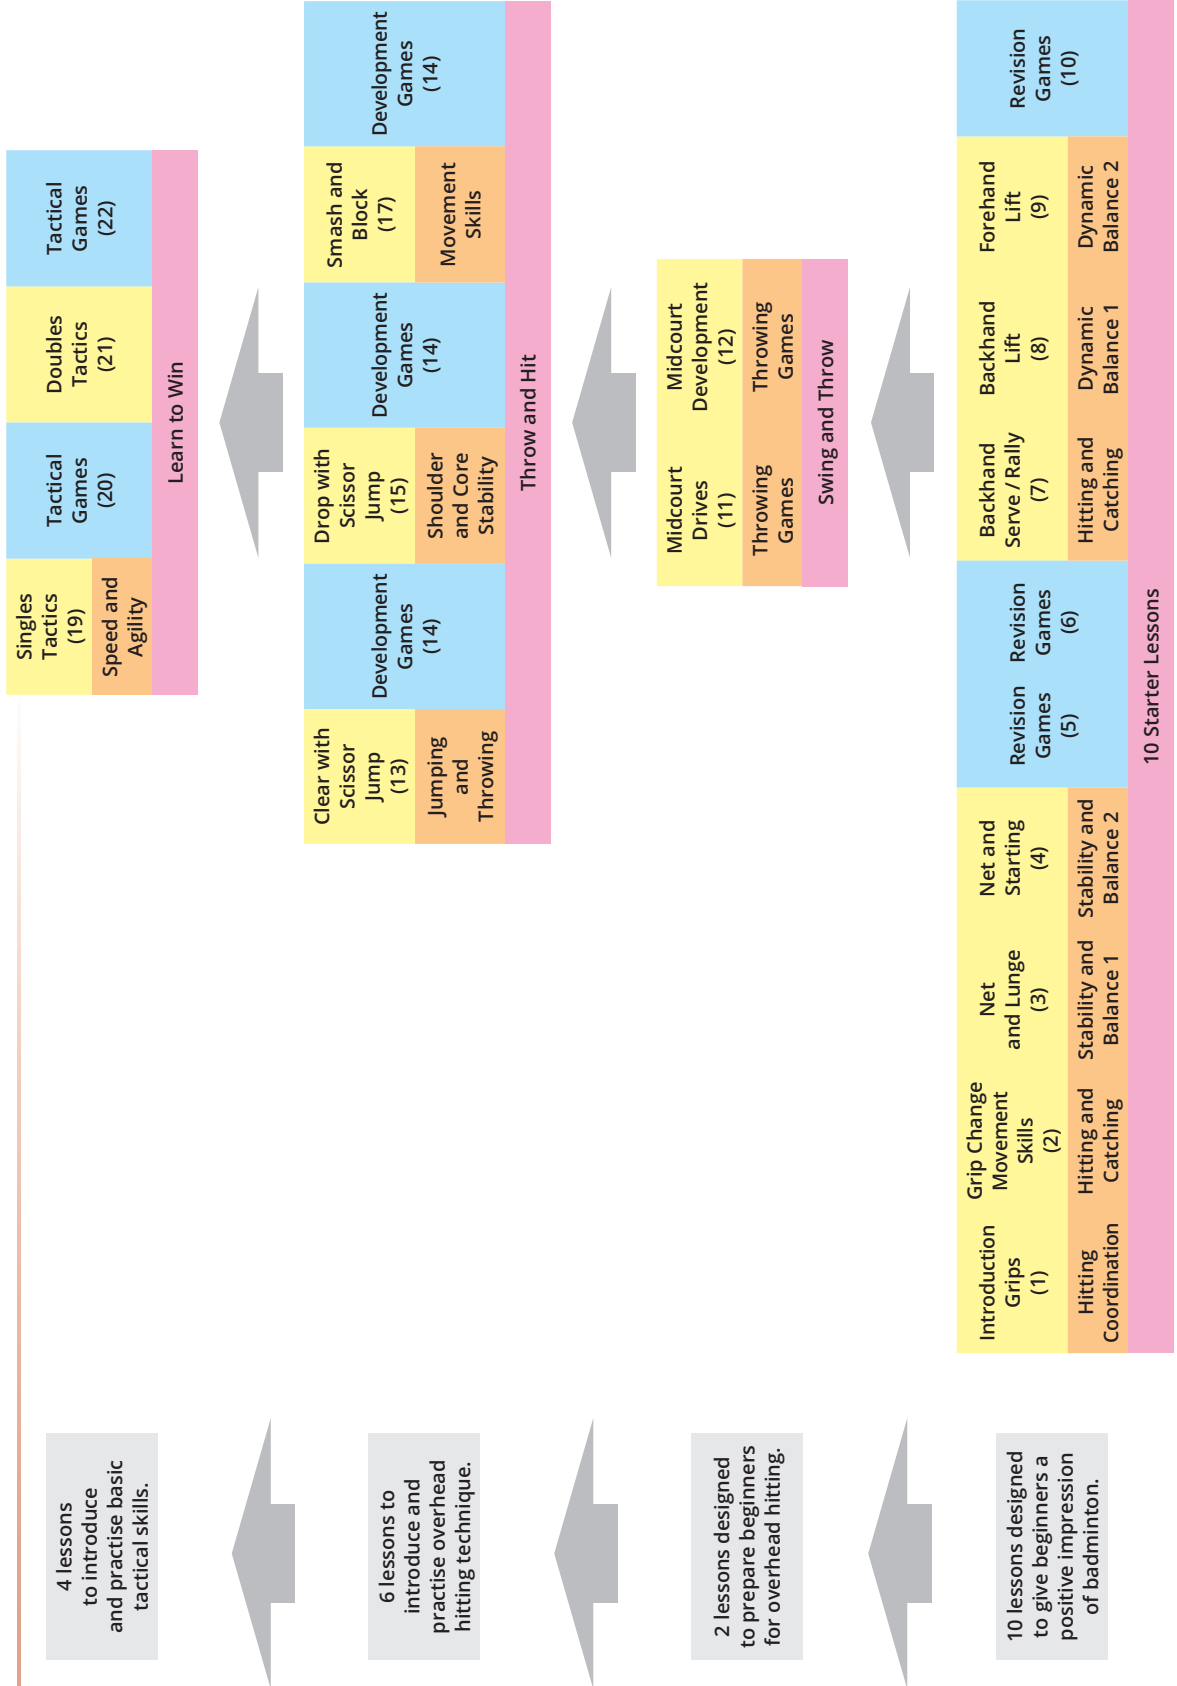 4 lessons
to introduce
and practise basic
tactical skills.
Singles
Tactics
(19)
Speed and
Agility
Tactical
Games
(20)
Doubles
Tactics
(21)
Tactical
Games
(22)
Learn to Win
6 lessons to
introduce and
practise overhead
hitting technique.
Clear with
Scissor
Jump
(13)
Jumping
and
Throwing
Development
Games
(14)
Drop with
Scissor
Jump
(15)
Shoulder
and Core
Stability
Development
Games
(14)
Smash and
Block
(17)
Movement
Skills
Development
Games
(14)
Throw and Hit
2 lessons designed
to prepare beginners
for overhead hitting.
Midcourt
Drives
(11)
Throwing
Games
Midcourt
Development
(12)
Throwing
Games
Swing and Throw
10 lessons designed
to give beginners a
positive impression
of badminton.
Introduction
Grips
(1)
Hitting
Coordination
Grip Change
Movement
Skills
(2)
Hitting and
Catching
Net
and Lunge
(3)
Stability and
Balance 1
Net and
Starting
(4)
Stability and
Balance 2
Revision
Games
(5)
Revision
Games
(6)
Backhand
Serve / Rally
(7)
Hitting and
Catching
Backhand
Lift
(8)
Dynamic
Balance 1
Forehand
Lift
(9)
Dynamic
Balance 2
Revision
Games
(10)
10 Starter Lessons